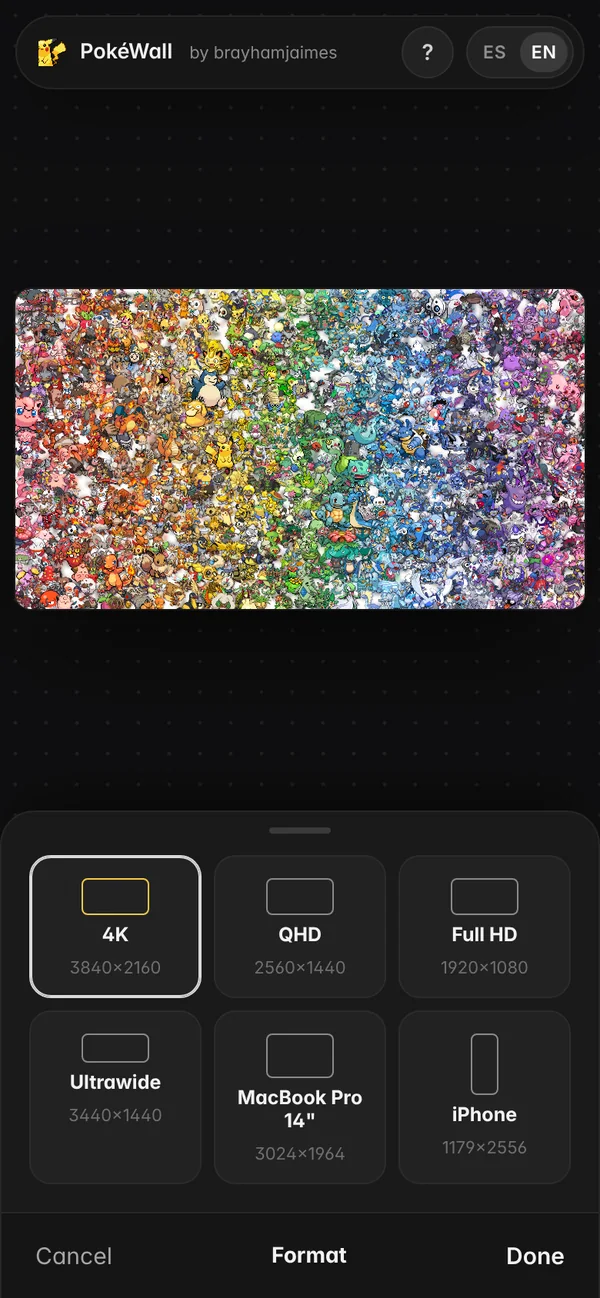 PokéWall by brayhamjaimes ? ES EN
4K
3840×2160
QHD
2560×1440
Full HD
1920×1080
Ultrawide
3440×1440
MacBook Pro
14"
3024×1964
iPhone
1179×2556
Cancel Format Done